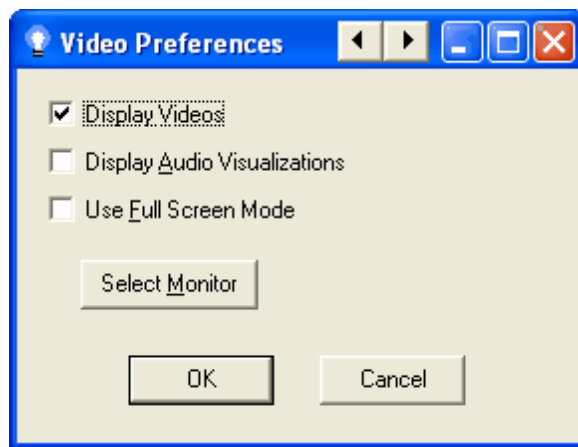 Video Preferences
Display Videos
Display Audio Visualizations
Use Full Screen Mode
Select Monitor
OK Cancel